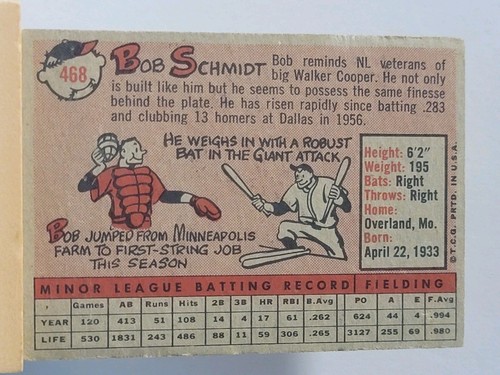 468
BOB SCHMIDT
Bob reminds NL veterans of
big Walker Cooper. He not only
is built like him but he seems to possess the same finesse
behind the plate. He has risen rapidly since batting .283
and clubbing 13 homers at Dallas in 1956.
HE WEIGHS IN WITH A ROBUST
BAT IN THE GIANT ATTACK
BOB JUMPED FROM MINNEAPOLIS
FARM TO FIRST-STRING JOB
THIS SEASON
Height: 6'2"
Weight: 195
Bats: Right
Throws: Right
Home:
Overland, Mo.
Born:
April 22, 1933
© T.C.G. PRTD. IN U.S.A.
MINOR LEAGUE BATTING RECORD FIELDING
Games AB Runs Hits 2B 3B HR RBI B.Avg PO A E F.Avg
YEAR 120 413 51 108 14 4 17 61 .262 624 44 4 .994
LIFE 530 1831 243 486 88 11 59 306 .265 3127 255 69 .980